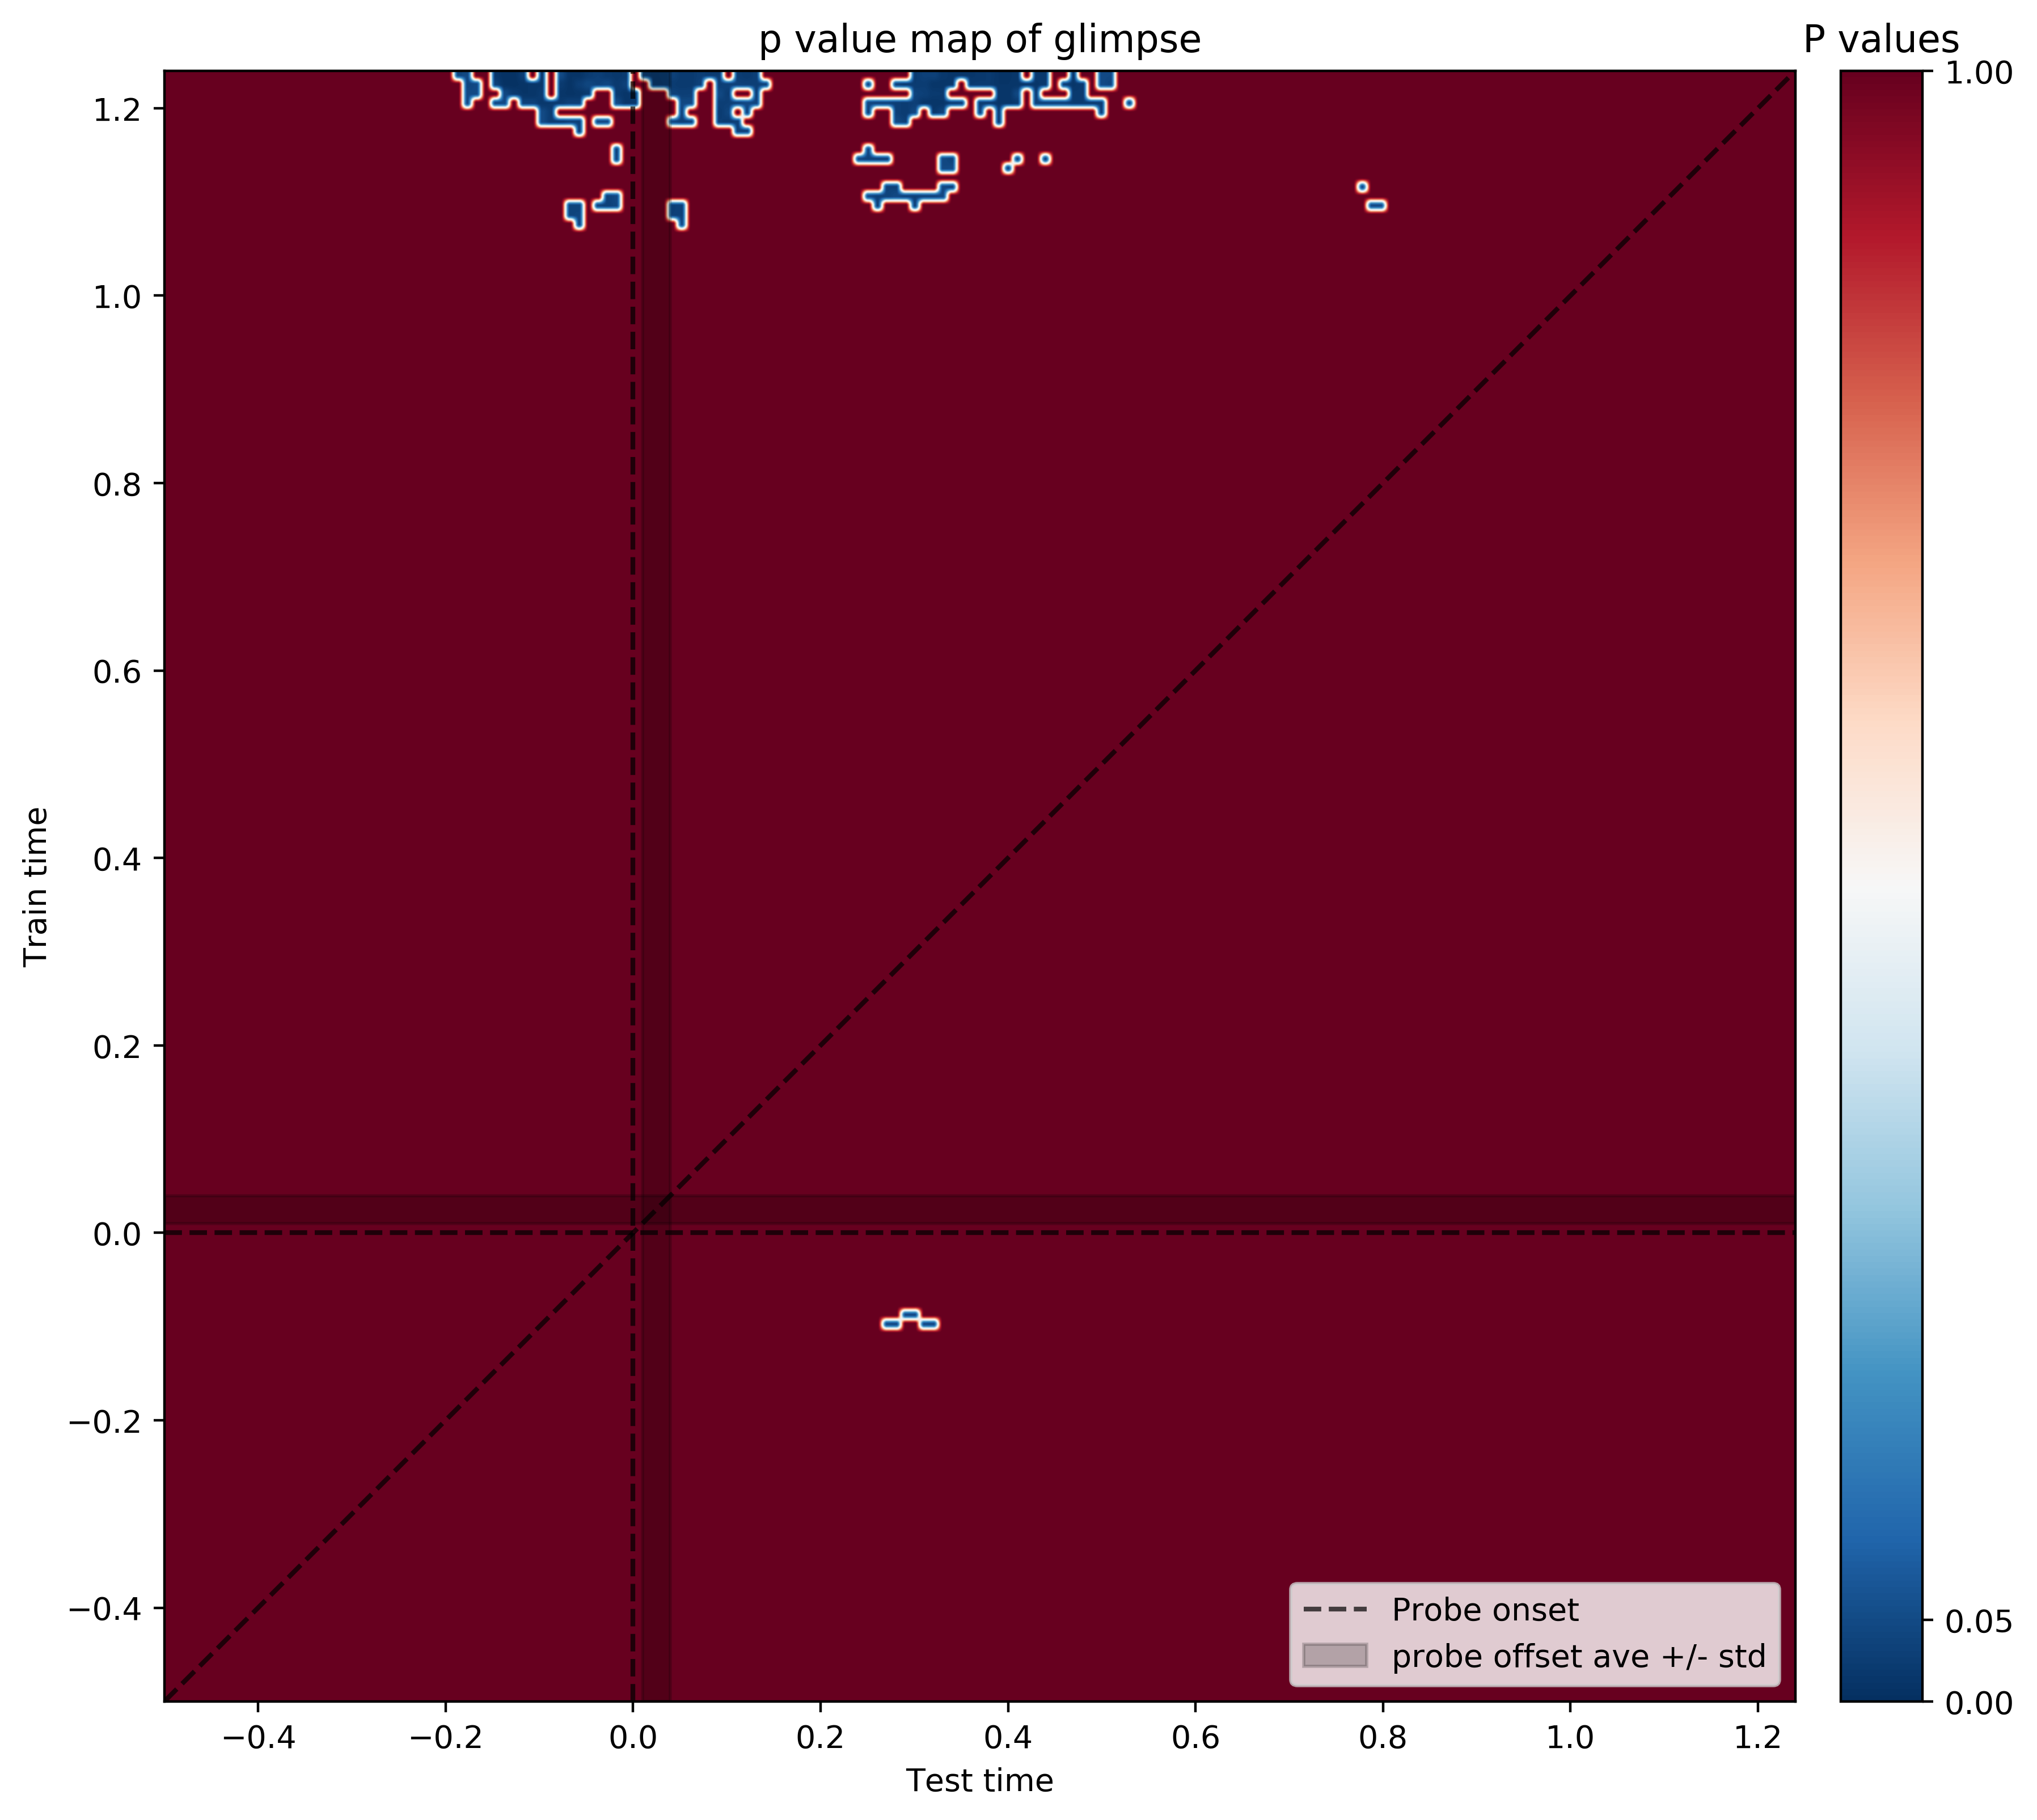 p value map of glimpse
P values
1.00
0.05
0.00
Train time
1.2
1.0
0.8
0.6
0.4
0.2
0.0
−0.2
−0.4
Probe onset
probe offset ave +/- std
−0.4 −0.2 0.0 0.2 0.4 0.6 0.8 1.0 1.2
Test time